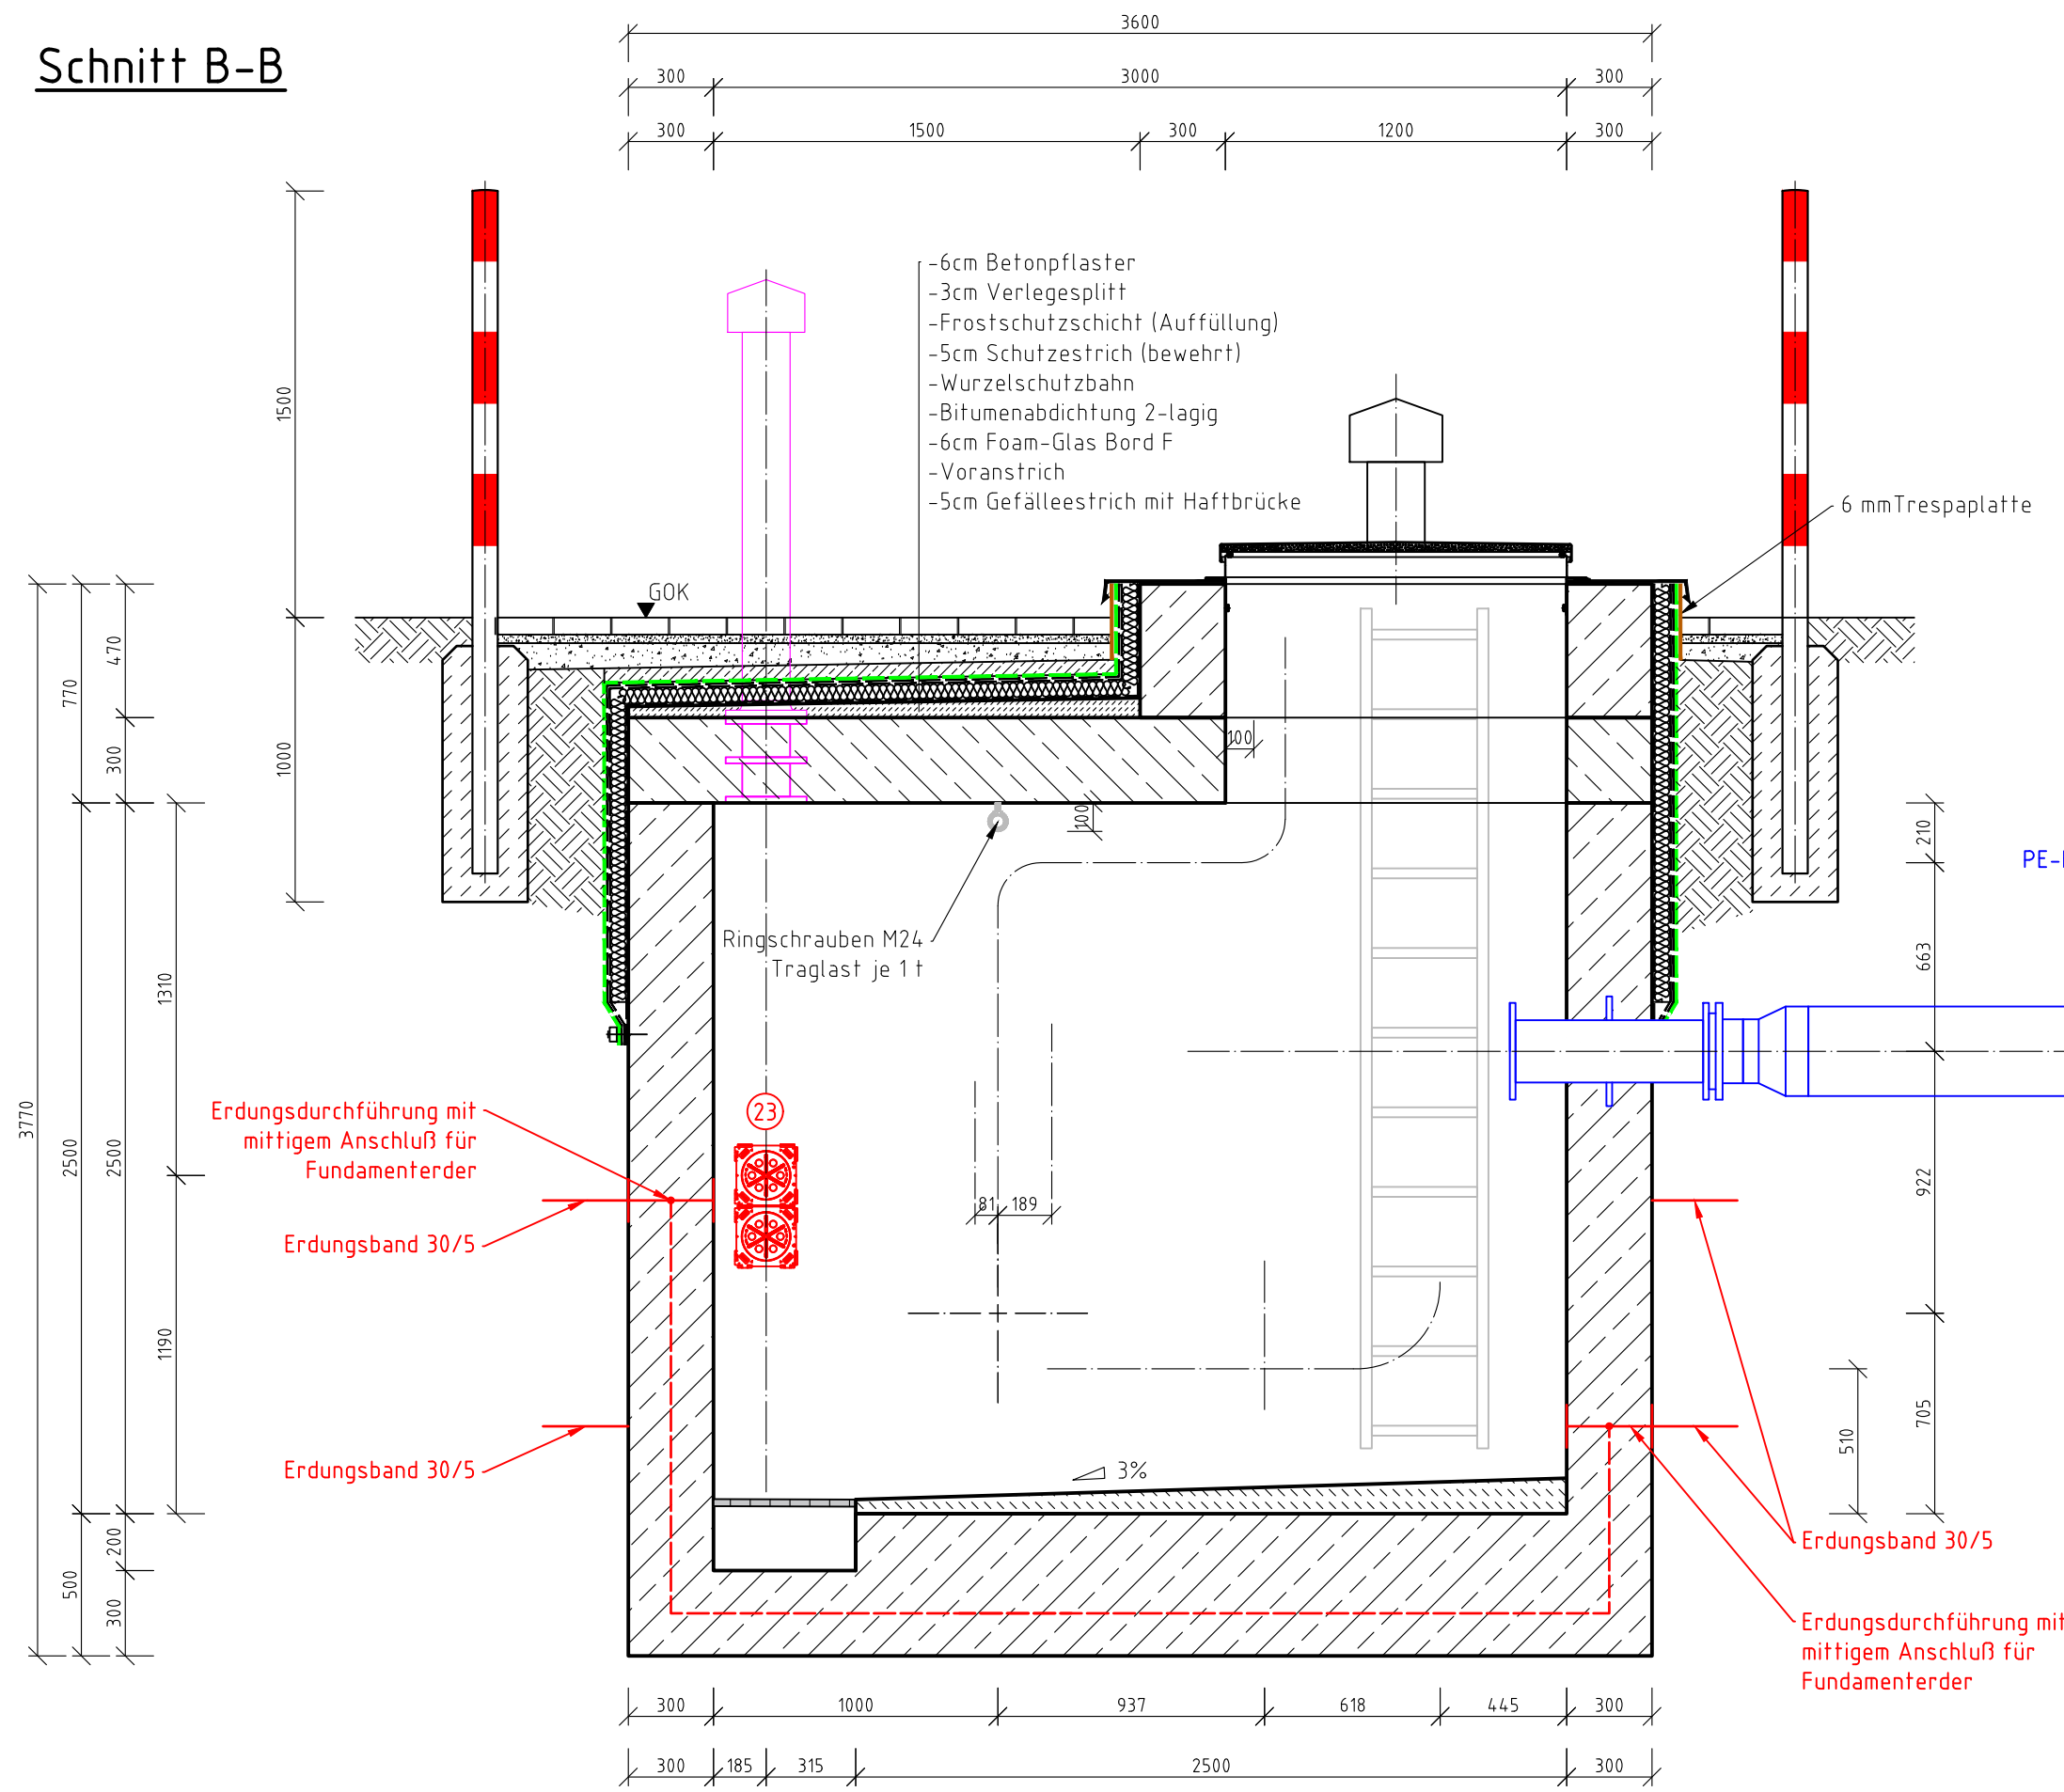 Schnitt B-B
3600
300
3000
300
300
1500
300
1200
300
-6cm Betonpflaster
-3cm Verlegesplitt
-Frostschutzschicht (Auffüllung)
-5cm Schutzestrich (bewehrt)
-Wurzelschutzbahn
-Bitumenabdichtung 2-lagig
-6cm Foam-Glas Bord F
-Voranstrich
-5cm Gefälleestrich mit Haftbrücke
6 mmTrespaplatte
GOK
1500
1000
470
770
300
3770
2500
2500
1310
1190
200
500
300
100
100
Ringschrauben M24
Traglast je 1 t
210
PE-
663
922
705
510
23
81
189
Erdungsdurchführung mit
mittigem Anschluß für
Fundamenterder
Erdungsband 30/5
Erdungsband 30/5
3%
Erdungsband 30/5
Erdungsdurchführung mit
mittigem Anschluß für
Fundamenterder
300
1000
937
618
445
300
300
185
315
2500
300